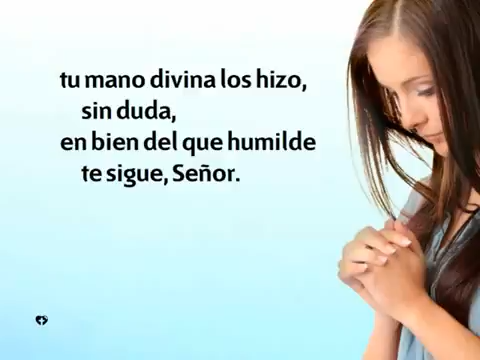 tu mano divina los hizo,
sin duda,
en bien del que humilde
te sigue, Señor.